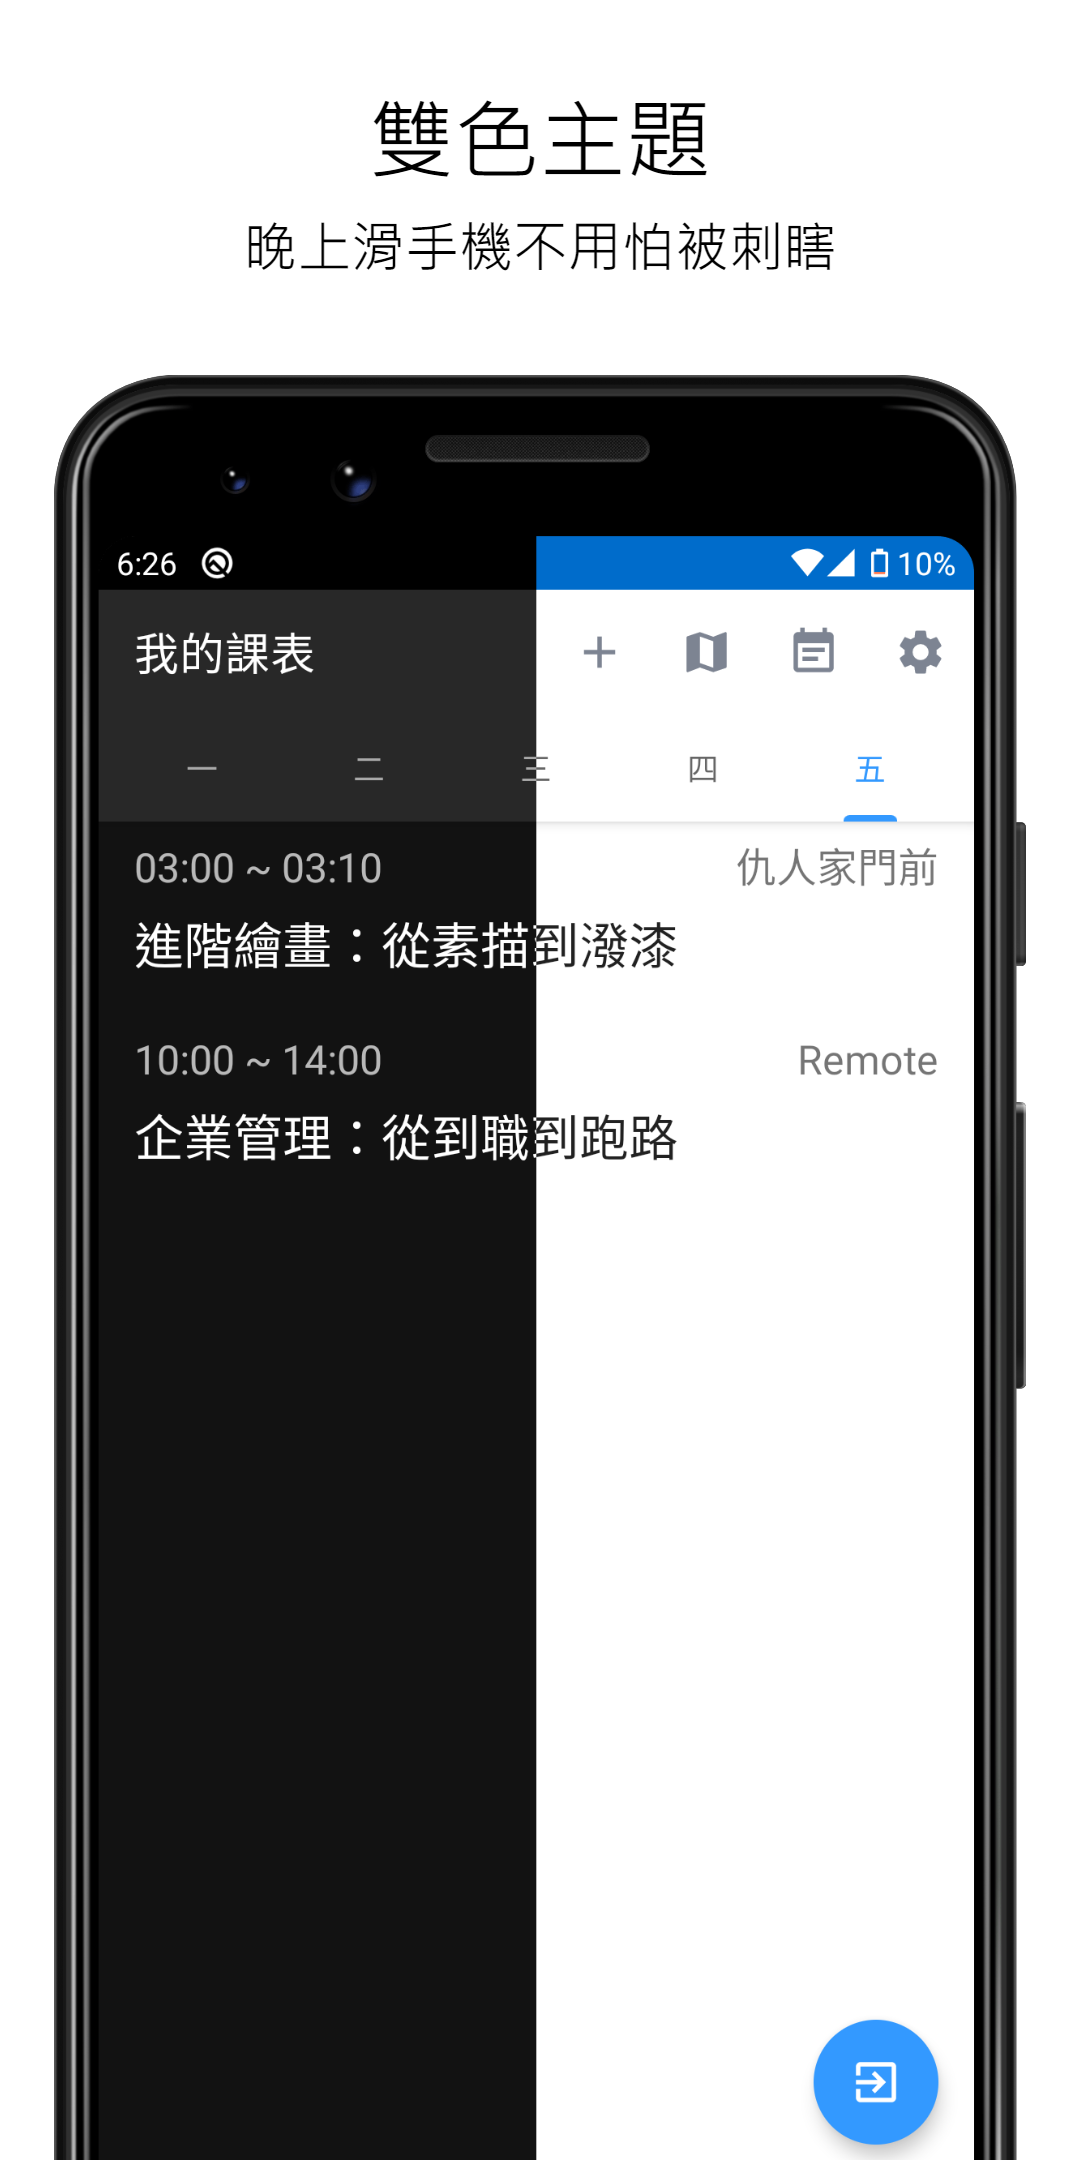 雙色主題
晚上滑手機不用怕被刺瞎
6:26 10%
我的課表
一 二 三 四 五
03:00 ~ 03:10 仇人家門前
進階繪畫：從素描到潑漆
10:00 ~ 14:00 Remote
企業管理：從到職到跑路